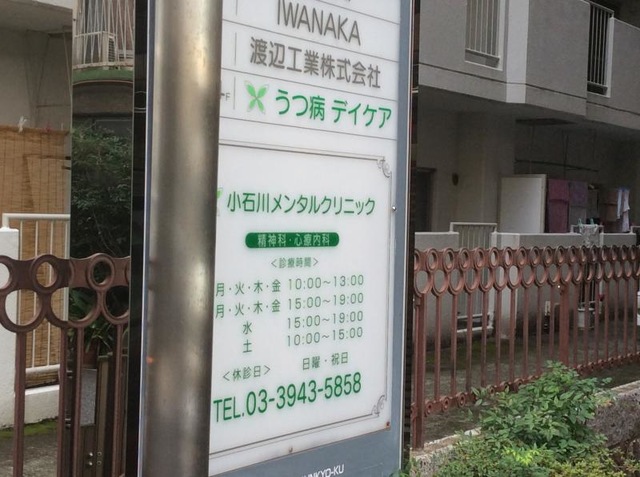 IWANAKA
渡辺工業株式会社
うつ病 デイケア
小石川メンタルクリニック
精神科・心療内科
＜診療時間＞
月・火・木・金 10:00～13:00
月・火・木・金 15:00～19:00
水 15:00～19:00
土 10:00～15:00
＜休診日＞ 日曜・祝日
TEL.03-3943-5858
NKYO-KU